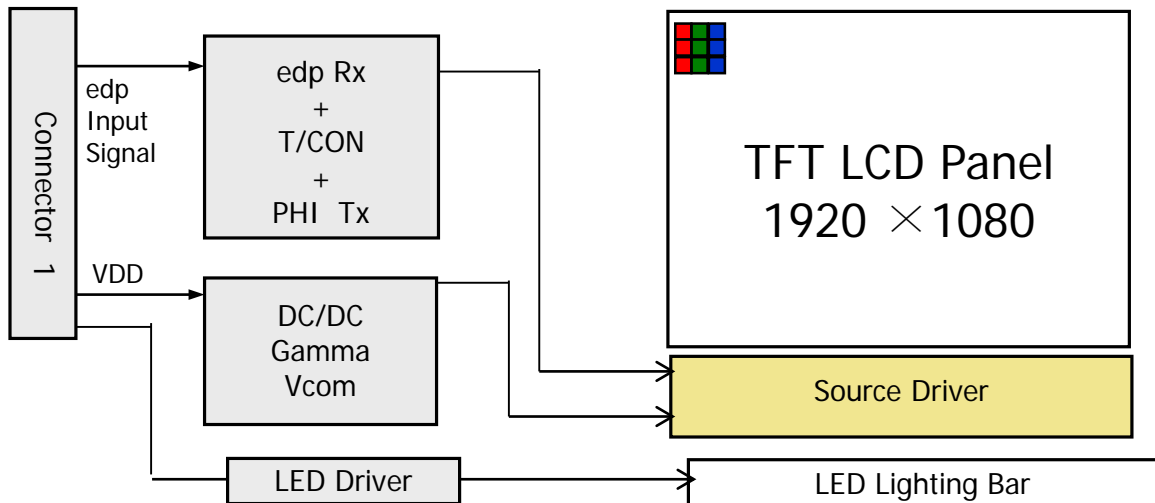 Connector 1
edp
Input
Signal
edp Rx
+
T/CON
+
PHI Tx
TFT LCD Panel
1920 ×1080
VDD
DC/DC
Gamma
Vcom
Source Driver
LED Driver
LED Lighting Bar